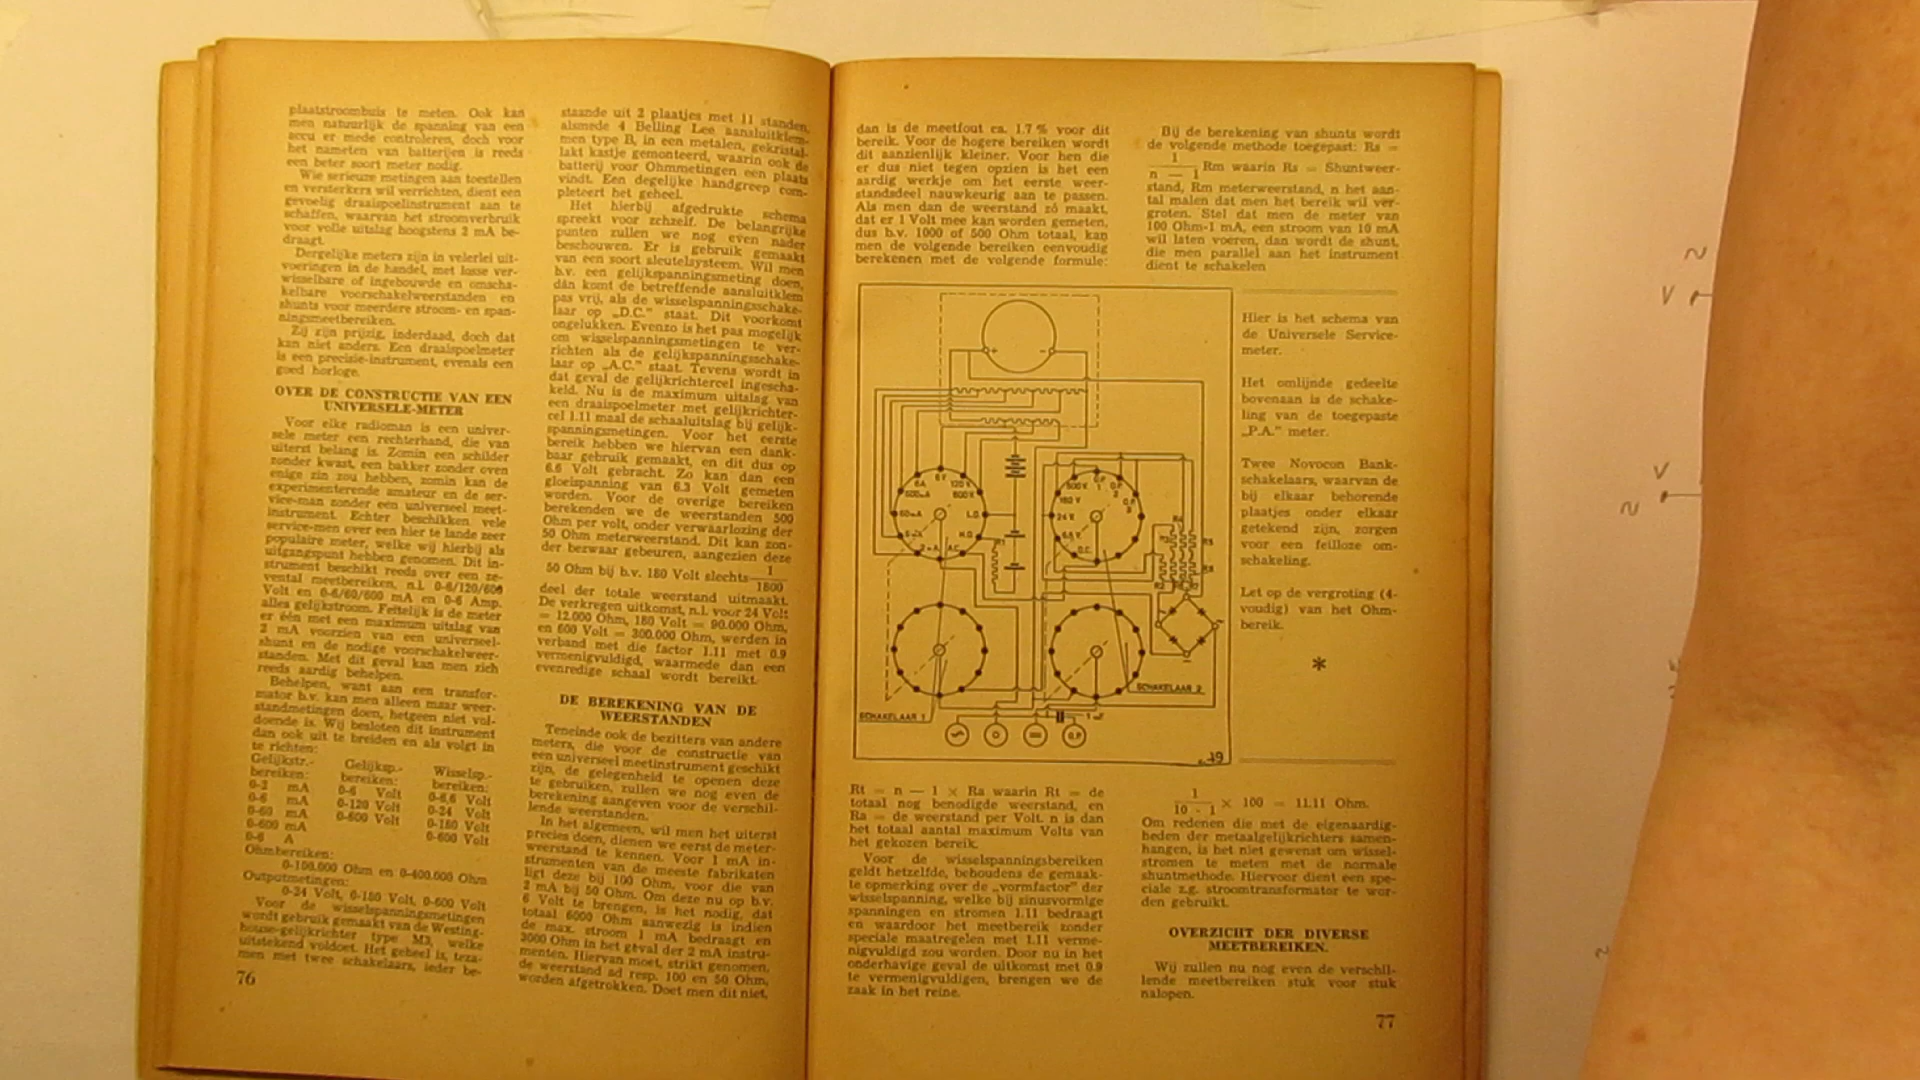 plaatstroombuis te meten. Ook kan
men natuurlijk de spanning van een
accu er mede controleren, doch voor
het nameten van batterijen is reeds
een beter soort meter nodig.
Wie serieuze metingen aan toestellen
en versterkers wil verrichten, dient een
gevoelig draaispoelinstrument aan te
schaffen, waarvan het stroomverbruik
voor volle uitslag hoogstens 2 mA be-
draagt.
Dergelijke meters zijn in velerlei uit-
voeringen in de handel, met losse ver-
wisselbare of ingebouwde en omscha-
kelbare voorschakelweerstanden en
shunts voor meerdere stroom- en span-
ningsmeetbereiken.
Zij zijn prijzig, inderdaad, doch dat
kan niet anders. Een draaispoelmeter
is een precisie-instrument, evenals een
goed horloge.
OVER DE CONSTRUCTIE VAN EEN
UNIVERSELE-METER
Voor elke radioman is een univer-
sele meter een rechterhand, die van
uiterst belang is. Zomin een schilder
zonder kwast, een bakker zonder oven
enige zin zou hebben, zomin kan de
experimenterende amateur en de ser-
vice-man zonder een universeel meet-
instrument. Echter beschikken vele
service-men over een hier te lande zeer
populaire meter, welke wij hierbij als
uitgangspunt hebben genomen. Dit in-
strument beschikt reeds over een ze-
vental meetbereiken, n.l. 0-6/120/600
Volt en 0-6/60/600 mA en 0-6 Amp.
alles gelijkstroom. Feitelijk is de meter
er één met een maximum uitslag van
2 mA voorzien van een universeel-
shunt en de nodige voorschakelweer-
standen. Met dit geval kan men zich
reeds aardig behelpen.
Behelpen, want aan een transfor-
mator b.v. kan men alleen maar weer-
standmetingen doen, hetgeen niet vol-
doende is. Wij besloten dit instrument
dan ook uit te breiden en als volgt in
te richten:
Gelijkstr.- Gelijksp.- Wisselsp.-
bereiken: bereiken: bereiken:
0-2 mA 0-6 Volt 0-6,6 Volt
0-6 mA 0-120 Volt 0-24 Volt
0-60 mA 0-600 Volt 0-180 Volt
0-600 mA 0-600 Volt
0-6 A
Ohmbereiken:
0-100.000 Ohm en 0-400.000 Ohm
Outputmetingen:
0-24 Volt, 0-180 Volt, 0-600 Volt
Voor de wisselspanningsmetingen
wordt gebruik gemaakt van de Westing-
house-gelijkrichter type M3, welke
uitstekend voldoet. Het geheel is, teza-
men met twee schakelaars, ieder be-
76
staande uit 2 plaatjes met 11 standen,
alsmede 4 Belling Lee aansluitklem-
men type B, in een metalen, gekristal-
lakt kastje gemonteerd, waarin ook de
batterij voor Ohmmetingen een plaats
vindt. Een degelijke handgreep com-
pleteert het geheel.
Het hierbij afgedrukte schema
spreekt voor zchzelf. De belangrijke
punten zullen we nog even nader
beschouwen. Er is gebruik gemaakt
van een soort sleutelsysteem. Wil men
b.v. een gelijkspanningsmeting doen,
dán komt de betreffende aansluitklem
pas vrij, als de wisselspanningsschake-
laar op „D.C.” staat. Dit voorkomt
ongelukken. Evenzo is het pas mogelijk
om wisselspanningsmetingen te ver-
richten als de gelijkspanningsschake-
laar op „A.C.” staat. Tevens wordt in
dat geval de gelijkrichtercel ingescha-
keld. Nu is de maximum uitslag van
een draaispoelmeter met gelijkrichter-
cel 1.11 maal de schaaluitslag bij gelijk-
spanningsmetingen. Voor het eerste
bereik hebben we hiervan een dank-
baar gebruik gemaakt, en dit dus op
6.6 Volt gebracht. Zo kan dan een
gloeispanning van 6.3 Volt gemeten
worden. Voor de overige bereiken
berekenden we de weerstanden 500
Ohm per volt, onder verwaarlozing der
50 Ohm meterweerstand. Dit kan zon-
der bezwaar gebeuren, aangezien deze
50 Ohm bij b.v. 180 Volt slechts 1
1800
deel der totale weerstand uitmaakt.
De verkregen uitkomst, n.l. voor 24 Volt
= 12.000 Ohm, 180 Volt = 90.000 Ohm,
en 600 Volt = 300.000 Ohm, werden in
verband met die factor 1.11 met 0.9
vermenigvuldigd, waarmede dan een
evenredige schaal wordt bereikt.
DE BEREKENING VAN DE
WEERSTANDEN
Teneinde ook de bezitters van andere
meters, die voor de constructie van
een universeel meetinstrument geschikt
zijn, de gelegenheid te openen deze
te gebruiken, zullen we nog even de
berekening aangeven voor de verschil-
lende weerstanden.
In het algemeen, wil men het uiterst
precies doen, dienen we eerst de meter-
weerstand te kennen. Voor 1 mA in-
strumenten van de meeste fabrikaten
ligt deze bij 100 Ohm, voor die van
2 mA bij 50 Ohm. Om deze nu op b.v.
6 Volt te brengen, is het nodig, dat
totaal 6000 Ohm aanwezig is indien
de max. stroom 1 mA bedraagt en
3000 Ohm in het geval der 2 mA instru-
menten. Hiervan moet, strikt genomen,
de weerstand ad resp. 100 en 50 Ohm,
worden afgetrokken. Doet men dit niet,
dan is de meetfout ca. 1.7 % voor dit
bereik. Voor de hogere bereiken wordt
dit aanzienlijk kleiner. Voor hen die
er dus niet tegen opzien is het een
aardig werkje om het eerste weer-
standsdeel nauwkeurig aan te passen.
Als men dan de weerstand zó maakt,
dat er 1 Volt mee kan worden gemeten,
dus b.v. 1000 of 500 Ohm totaal, kan
men de volgende bereiken eenvoudig
berekenen met de volgende formule:
Bij de berekening van shunts wordt
de volgende methode toegepast: Rs =
1
n — 1 Rm waarin Rs = Shuntweer-
stand, Rm meterweerstand, n het aan-
tal malen dat men het bereik wil ver-
groten. Stel dat men de meter van
100 Ohm-1 mA, een stroom van 10 mA
wil laten voeren, dan wordt de shunt,
die men parallel aan het instrument
dient te schakelen
+ -
6A 6V 120V
600mA 600V
60mA L.O.
H.O.
A.C.
600 V O.P. 1 O.P. 2
180 V O.P. 3
24 V
6.6 V
D.C.
R1
SCHAKELAAR 1
SCHAKELAAR 2
O.P.
Hier is het schema van
de Universele Service-
meter.
Het omlijnde gedeelte
bovenaan is de schake-
ling van de toegepaste
„P.A.” meter.
Twee Novocon Bank-
schakelaars, waarvan de
bij elkaar behorende
plaatjes onder elkaar
getekend zijn, zorgen
voor een feilloze om-
schakeling.
Let op de vergroting (4-
voudig) van het Ohm-
bereik.
*
Rt = n — 1 × Ra waarin Rt = de
totaal nog benodigde weerstand, en
Ra = de weerstand per Volt. n is dan
het totaal aantal maximum Volts van
het gekozen bereik.
Voor de wisselspanningsbereiken
geldt hetzelfde, behoudens de gemaak-
te opmerking over de „vormfactor” der
wisselspanning, welke bij sinusvormige
spanningen en stromen 1.11 bedraagt
en waardoor het meetbereik zonder
speciale maatregelen met 1.11 verme-
nigvuldigd zou worden. Door nu in het
onderhavige geval de uitkomst met 0.9
te vermenigvuldigen, brengen we de
zaak in het reine.
1
10 - 1 × 100 = 11.11 Ohm.
Om redenen die met de eigenaardig-
heden der metaalgelijkrichters samen-
hangen, is het niet gewenst om wissel-
stromen te meten met de normale
shuntmethode. Hiervoor dient een spe-
ciale z.g. stroomtransformator te wor-
den gebruikt.
OVERZICHT DER DIVERSE
MEETBEREIKEN.
Wij zullen nu nog even de verschil-
lende meetbereiken stuk voor stuk
nalopen.
77